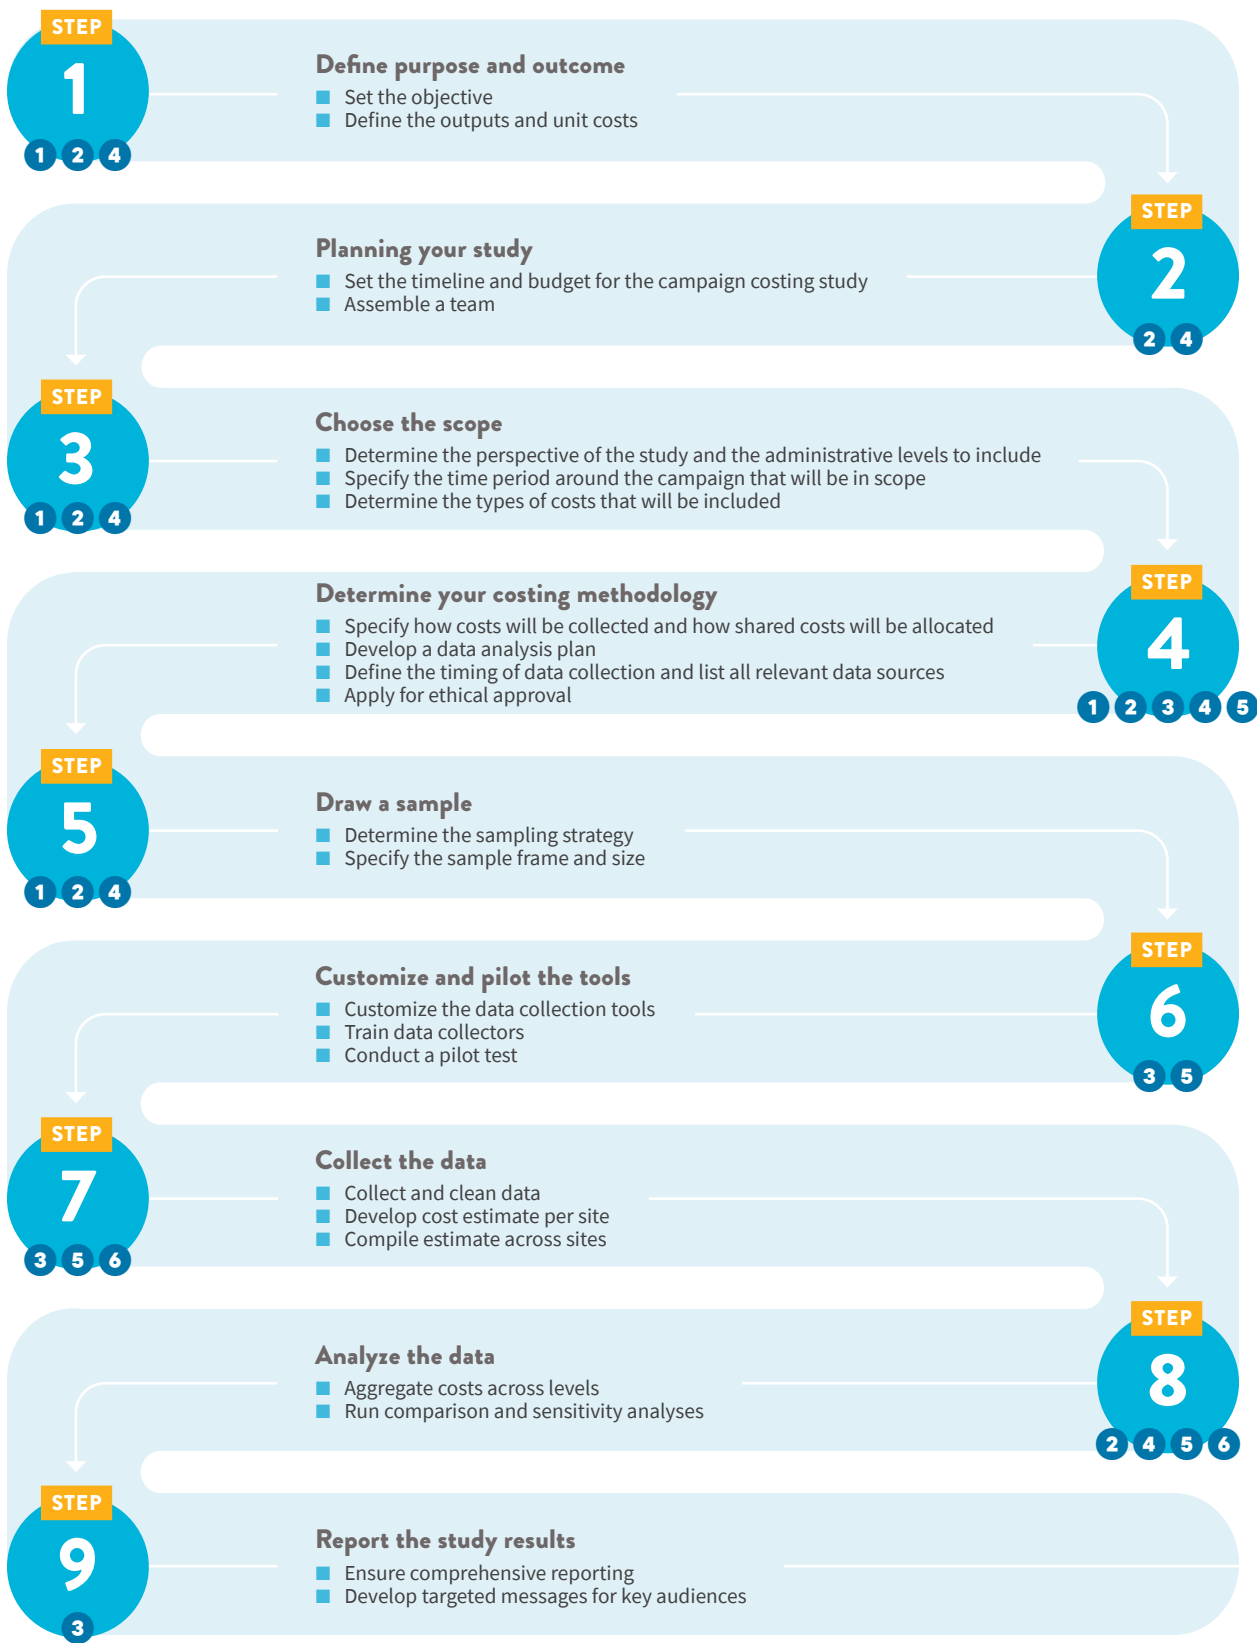 STEP
1
1 2 4
Define purpose and outcome
Set the objective
Define the outputs and unit costs
STEP
2
2 4
Planning your study
Set the timeline and budget for the campaign costing study
Assemble a team
STEP
3
1 2 4
Choose the scope
Determine the perspective of the study and the administrative levels to include
Specify the time period around the campaign that will be in scope
Determine the types of costs that will be included
STEP
4
1 2 3 4 5
Determine your costing methodology
Specify how costs will be collected and how shared costs will be allocated
Develop a data analysis plan
Define the timing of data collection and list all relevant data sources
Apply for ethical approval
STEP
5
1 2 4
Draw a sample
Determine the sampling strategy
Specify the sample frame and size
STEP
6
3 5
Customize and pilot the tools
Customize the data collection tools
Train data collectors
Conduct a pilot test
STEP
7
3 5 6
Collect the data
Collect and clean data
Develop cost estimate per site
Compile estimate across sites
STEP
8
2 4 5 6
Analyze the data
Aggregate costs across levels
Run comparison and sensitivity analyses
STEP
9
3
Report the study results
Ensure comprehensive reporting
Develop targeted messages for key audiences